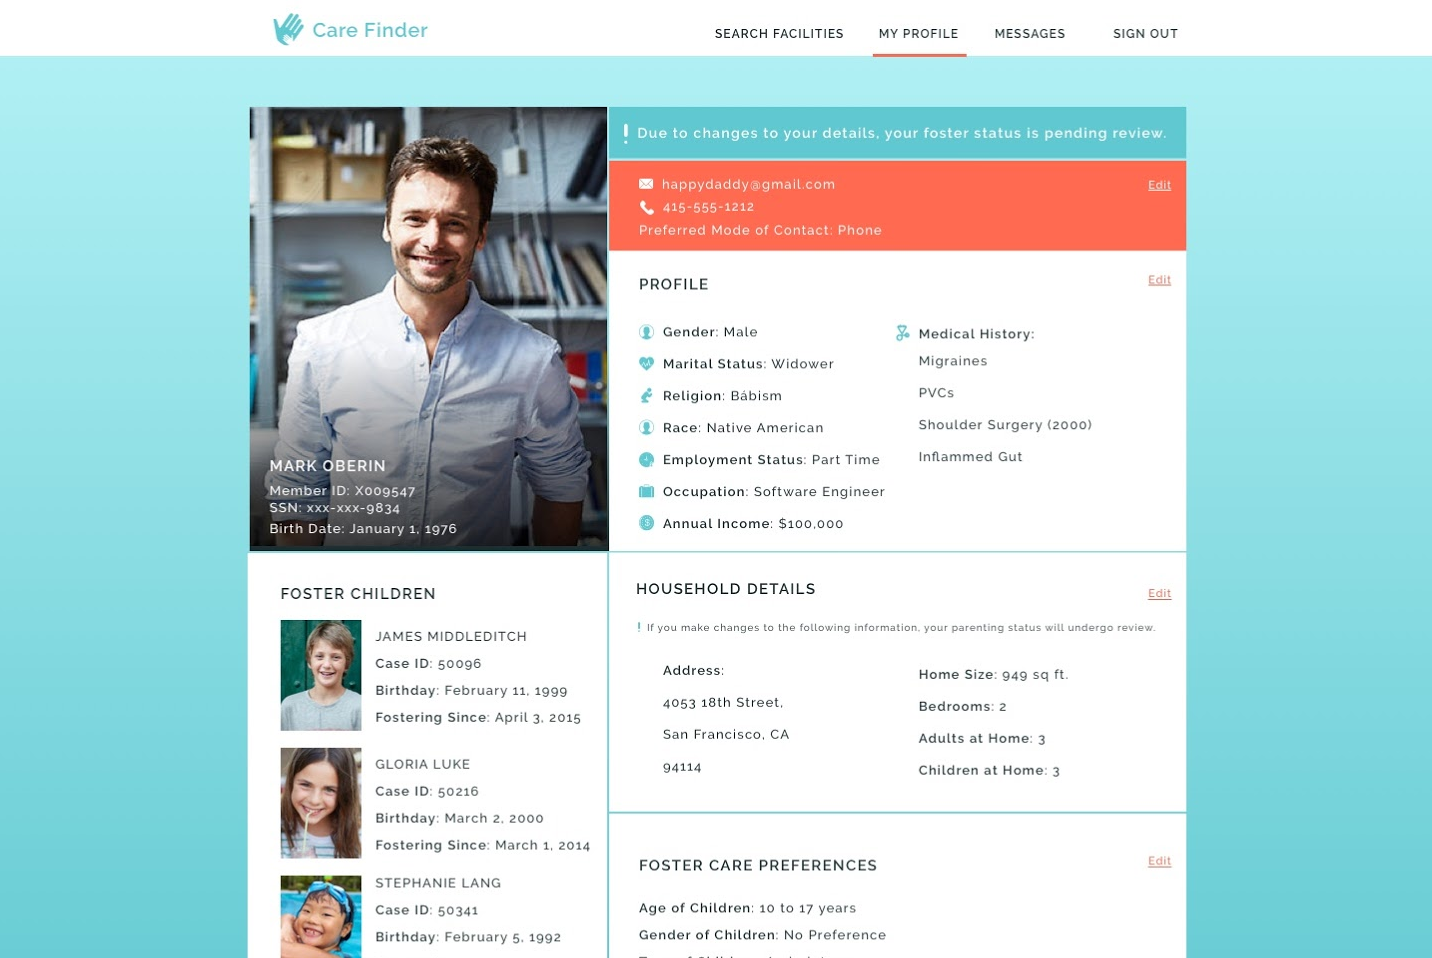 Care Finder
SEARCH FACILITIES
MY PROFILE
MESSAGES
SIGN OUT
Due to changes to your details, your foster status is pending review.
happydaddy@gmail.com
Edit
415-555-1212
Preferred Mode of Contact: Phone
MARK OBERIN
Member ID: X009547
SSN: xxx-xxx-9834
Birth Date: January 1, 1976
PROFILE
Edit
Gender: Male
Marital Status: Widower
Religion: Bábism
Race: Native American
Employment Status: Part Time
Occupation: Software Engineer
Annual Income: $100,000
Medical History:
Migraines
PVCs
Shoulder Surgery (2000)
Inflammed Gut
FOSTER CHILDREN
JAMES MIDDLEDITCH
Case ID: 50096
Birthday: February 11, 1999
Fostering Since: April 3, 2015
GLORIA LUKE
Case ID: 50216
Birthday: March 2, 2000
Fostering Since: March 1, 2014
STEPHANIE LANG
Case ID: 50341
Birthday: February 5, 1992
HOUSEHOLD DETAILS
Edit
! If you make changes to the following information, your parenting status will undergo review.
Address:
4053 18th Street,
San Francisco, CA
94114
Home Size: 949 sq ft.
Bedrooms: 2
Adults at Home: 3
Children at Home: 3
FOSTER CARE PREFERENCES
Edit
Age of Children: 10 to 17 years
Gender of Children: No Preference